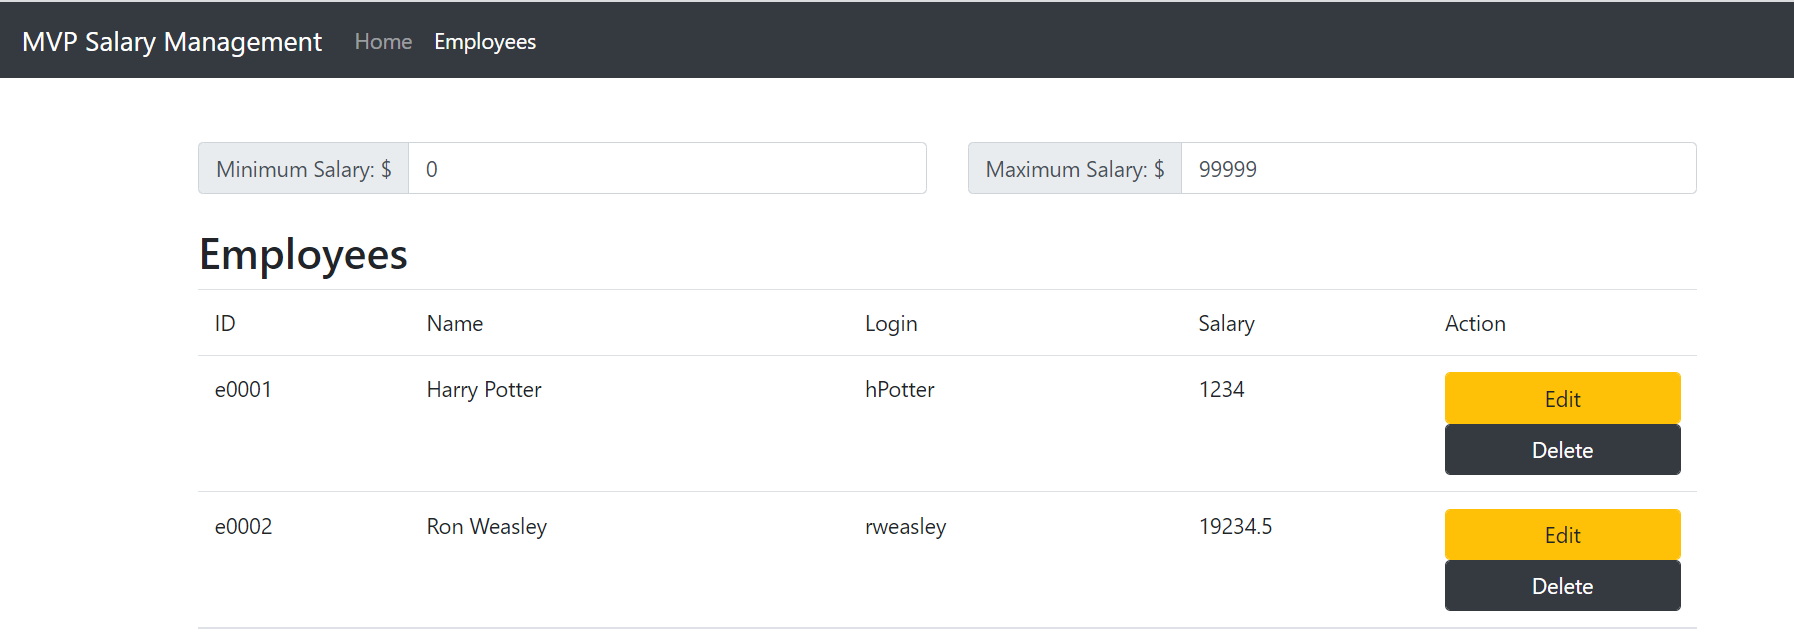 MVP Salary Management Home Employees
Minimum Salary: $ 0 Maximum Salary: $ 99999
Employees
ID Name Login Salary Action
e0001 Harry Potter hPotter 1234 Edit
Delete
e0002 Ron Weasley rweasley 19234.5 Edit
Delete